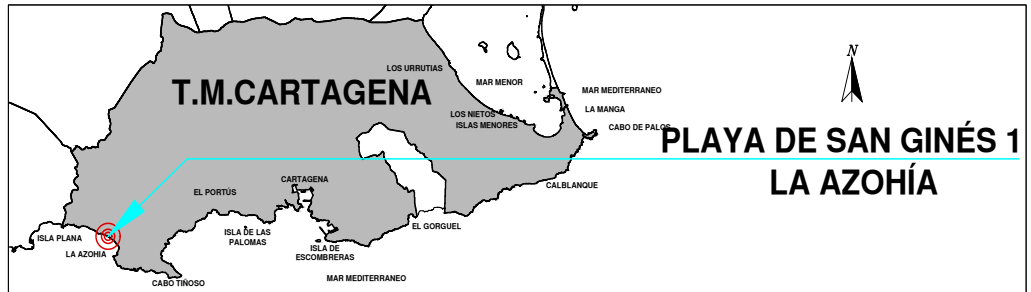 LOS URRUTIAS
T.M.CARTAGENA
MAR MENOR
N
MAR MEDITERRANEO
LA MANGA
LOS NIETOS
ISLAS MENORES
CABO DE PALOS
PLAYA DE SAN GINÉS 1
LA AZOHÍA
CARTAGENA
CALBLANQUE
EL PORTÚS
EL GORGUEL
ISLA DE LAS
PALOMAS
ISLA PLANA
LA AZOHIA
ISLA DE
ESCOMBRERAS
CABO TIÑOSO
MAR MEDITERRANEO